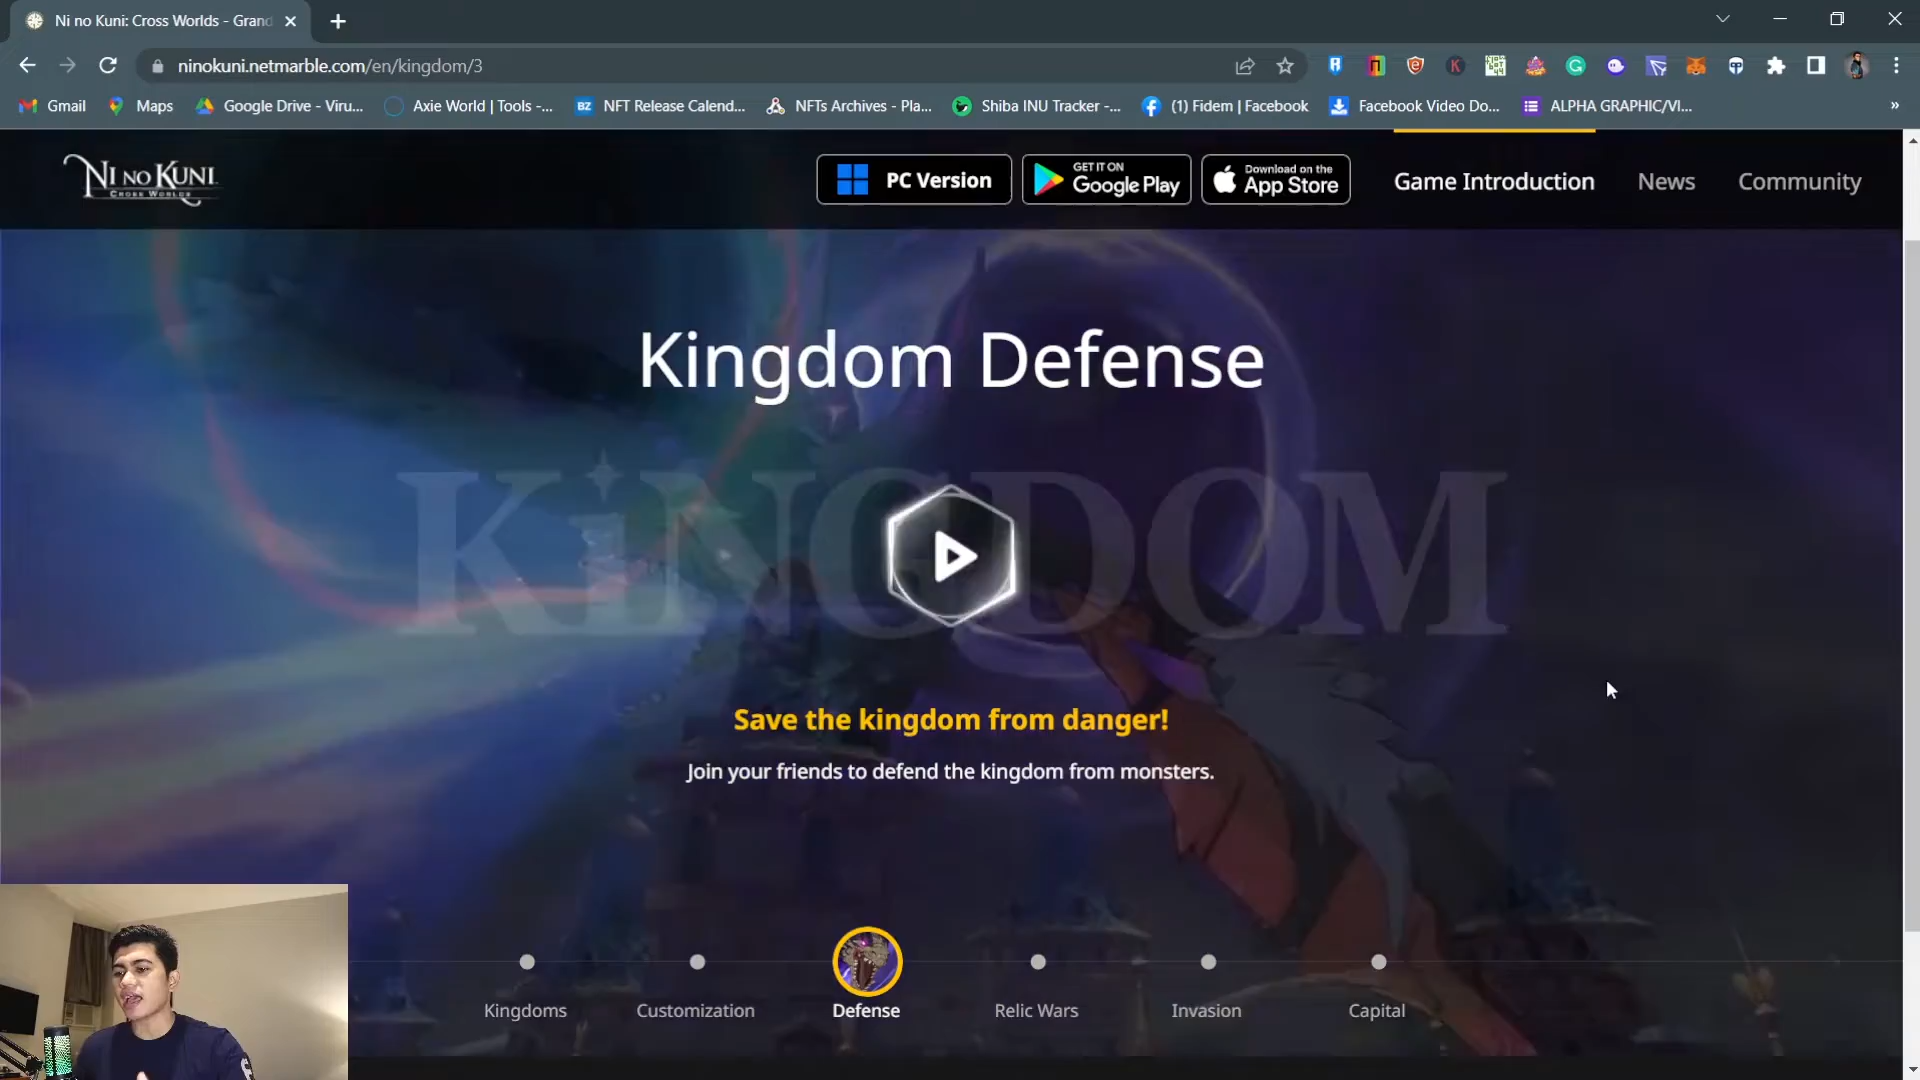 Ni no Kuni: Cross Worlds - Grand
ninokuni.netmarble.com/en/kingdom/3
Gmail
Maps
Google Drive - Viru...
Axie World | Tools -...
BZ
NFT Release Calend...
NFTs Archives - Pla...
Shiba INU Tracker -...
(1) Fidem | Facebook
Facebook Video Do...
ALPHA GRAPHIC/VI...
»
NI NO KUNI
CROSS WORLDS
PC Version
GET IT ON
Google Play
Download on the
App Store
Game Introduction
News
Community
Kingdom Defense
KiNGDOM
Save the kingdom from danger!
Join your friends to defend the kingdom from monsters.
Kingdoms
Customization
Defense
Relic Wars
Invasion
Capital